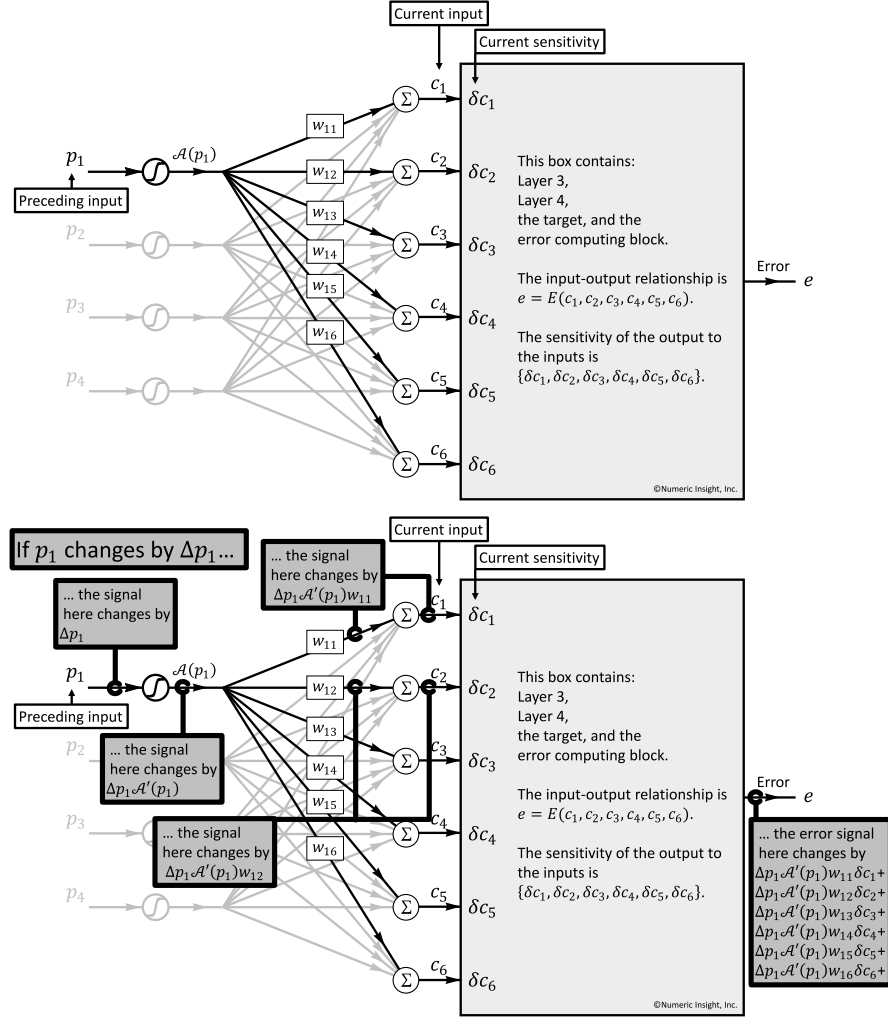 Current input
Current sensitivity
c₁
δc₁
w₁₁
p₁
𝒜(p₁)
w₁₂
c₂
δc₂
This box contains:
Layer 3,
Layer 4,
the target, and the
error computing block.
Preceding input
w₁₃
p₂
c₃
δc₃
w₁₄
Error
e
The input-output relationship is
e = E(c₁, c₂, c₃, c₄, c₅, c₆).
w₁₅
p₃
c₄
δc₄
w₁₆
The sensitivity of the output to
the inputs is
{δc₁, δc₂, δc₃, δc₄, δc₅, δc₆}.
p₄
c₅
δc₅
c₆
δc₆
©Numeric Insight, Inc.
Current input
If p₁ changes by Δp₁…
… the signal
here changes by
Δp₁𝒜′(p₁)w₁₁
Current sensitivity
… the signal
here changes by
Δp₁
c₁
δc₁
w₁₁
p₁
𝒜(p₁)
w₁₂
c₂
δc₂
This box contains:
Layer 3,
Layer 4,
the target, and the
error computing block.
Preceding input
w₁₃
p₂
… the signal
here changes by
Δp₁𝒜′(p₁)
c₃
δc₃
w₁₄
Error
e
The input-output relationship is
e = E(c₁, c₂, c₃, c₄, c₅, c₆).
w₁₅
p₃
… the signal
here changes by
Δp₁𝒜′(p₁)w₁₂
c₄
δc₄
w₁₆
The sensitivity of the output to
the inputs is
{δc₁, δc₂, δc₃, δc₄, δc₅, δc₆}.
… the error signal
here changes by
Δp₁𝒜′(p₁)w₁₁δc₁+
Δp₁𝒜′(p₁)w₁₂δc₂+
Δp₁𝒜′(p₁)w₁₃δc₃+
Δp₁𝒜′(p₁)w₁₄δc₄+
Δp₁𝒜′(p₁)w₁₅δc₅+
Δp₁𝒜′(p₁)w₁₆δc₆+
p₄
c₅
δc₅
c₆
δc₆
©Numeric Insight, Inc.